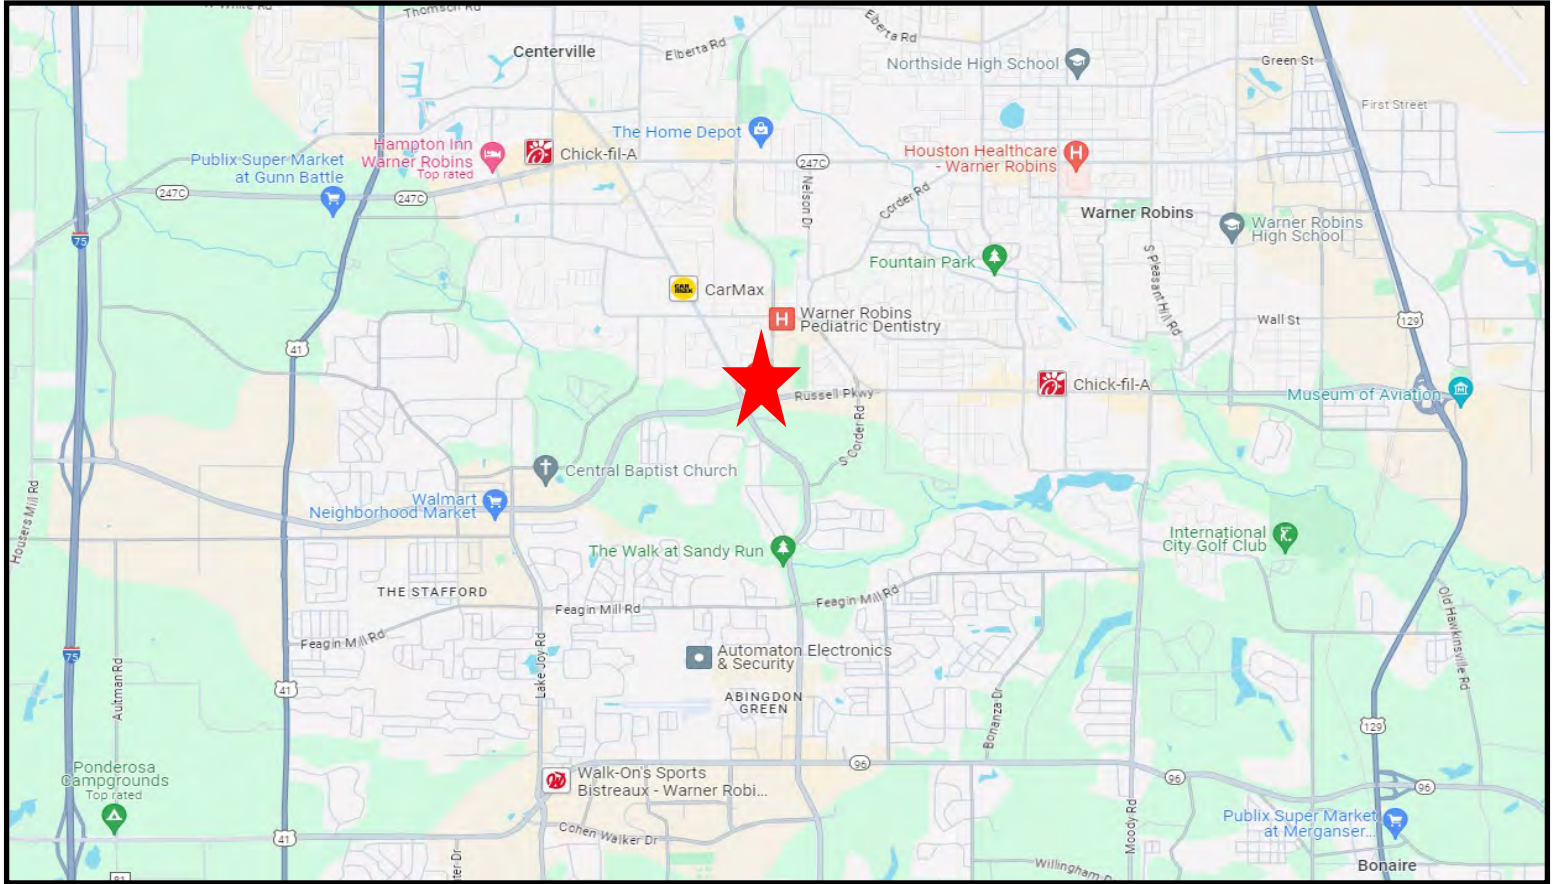 Thomson Rd
Elberta Rd
Centerville
Elberta Rd
Northside High School
Green St
First Street
The Home Depot
Hampton Inn
Warner Robins
Top rated
Chick-fil-A
247C
Houston Healthcare
- Warner Robins
H
Publix Super Market
at Gunn Battle
247C
247C
Nelson Dr
Corder Rd
Warner Robins
Warner Robins
High School
75
Fountain Park
S Pleasant Hill Rd
CARMAX
CarMax
H
Warner Robins
Pediatric Dentistry
Wall St
129
41
Chick-fil-A
Russell Pkwy
Museum of Aviation
S Corder Rd
Central Baptist Church
Walmart
Neighborhood Market
Housers Mill Rd
International
City Golf Club
The Walk at Sandy Run
THE STAFFORD
Feagin Mill Rd
Feagin Mill Rd
Old Hawkinsville Rd
Feagin Mill Rd
75
Lake Joy Rd
Automaton Electronics
& Security
Aultman Rd
41
ABINGDON
GREEN
Bonanza Dr
129
96
96
96
Ponderosa
Campgrounds
Top rated
Walk-On's Sports
Bistreaux - Warner Robi...
Moody Rd
Publix Super Market
at Merganser...
41
Cohen Walker Dr
Bonaire